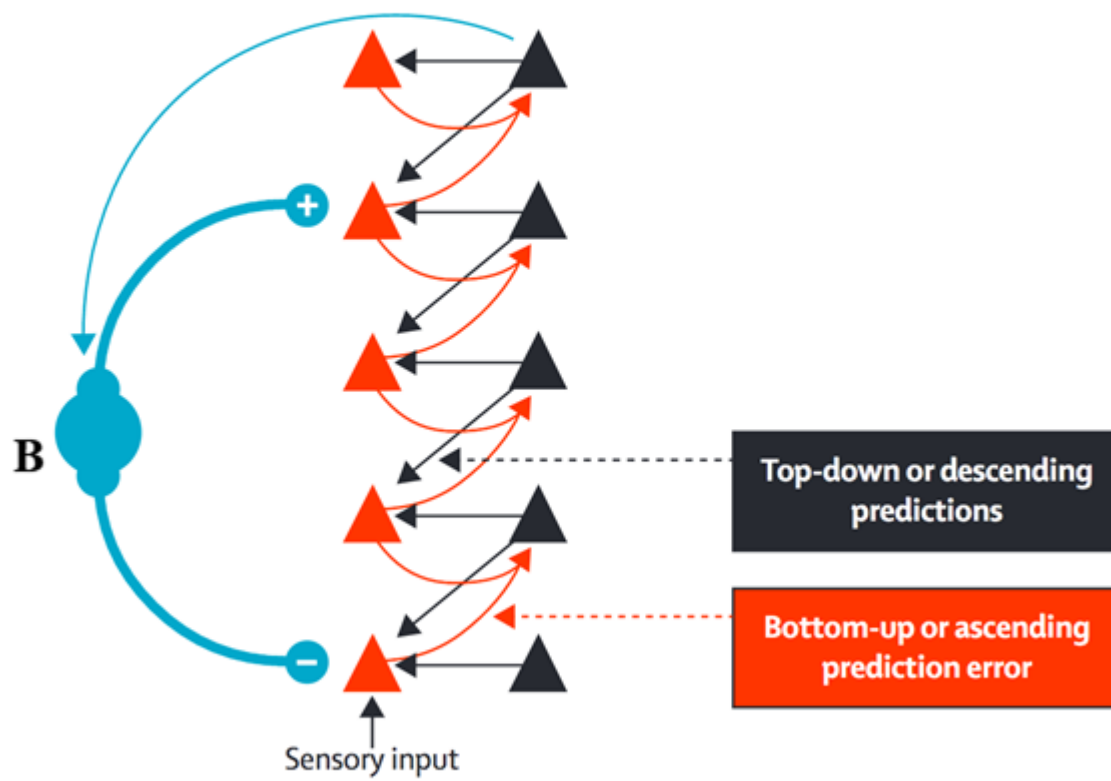 +
B
Top-down or descending
predictions
Bottom-up or ascending
prediction error
−
Sensory input